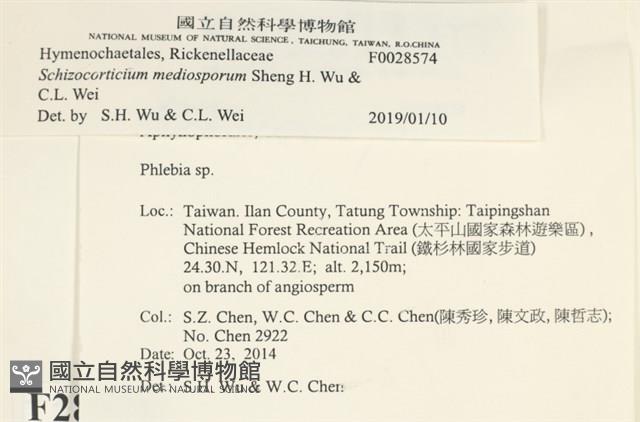 國立自然科學博物館
NATIONAL MUSEUM OF NATURAL SCIENCE, TAICHUNG, TAIWAN, R.O.CHINA
Hymenochaetales, Rickenellaceae F0028574
Schizocorticium mediosporum Sheng H. Wu &
C.L. Wei
Det. by S.H. Wu & C.L. Wei 2019/01/10
Phlebia sp.
Loc.: Taiwan. Ilan County, Tatung Township: Taipingshan
National Forest Recreation Area (太平山國家森林遊樂區),
Chinese Hemlock National Trail (鐵杉林國家步道)
24.30.N, 121.32.E; alt. 2,150m;
on branch of angiosperm
Col.: S.Z. Chen, W.C. Chen & C.C. Chen(陳秀珍, 陳文政, 陳哲志);
No. Chen 2922
Date: Oct. 23, 2014
國立自然科學博物館
Det.: S.H. Wu & W.C. Chen
NATIONAL MUSEUM OF NATURAL SCIENCE
F28